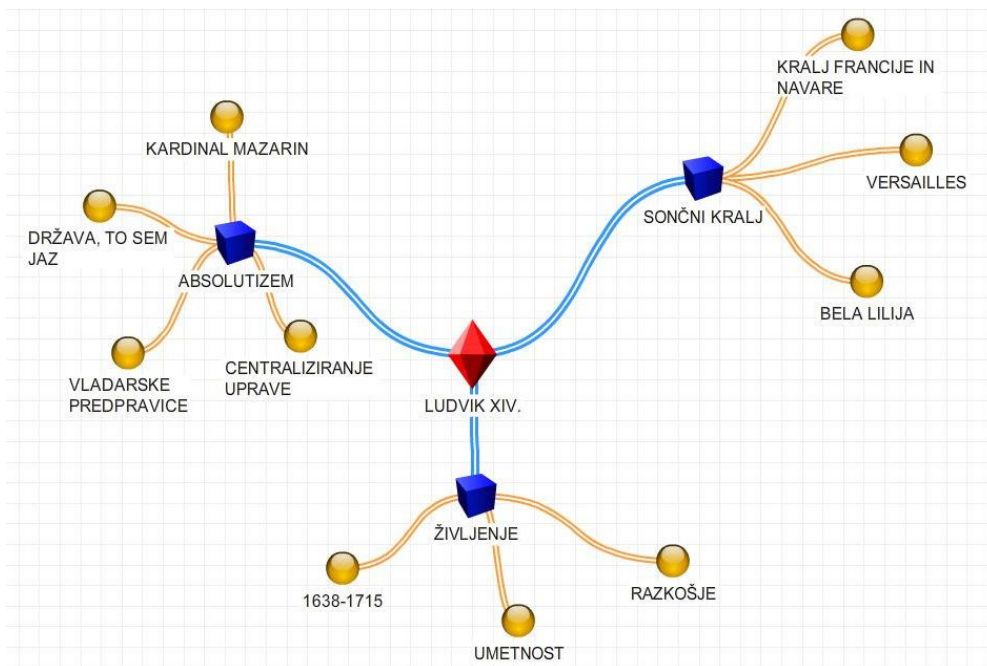 KRALJ FRANCIJE IN
NAVARE
KARDINAL MAZARIN
VERSAILLES
SONČNI KRALJ
DRŽAVA, TO SEM
JAZ
ABSOLUTIZEM
BELA LILIJA
CENTRALIZIRANJE
UPRAVE
VLADARSKE
PREDPRAVICE
LUDVIK XIV.
ŽIVLJENJE
1638-1715
RAZKOŠJE
UMETNOST